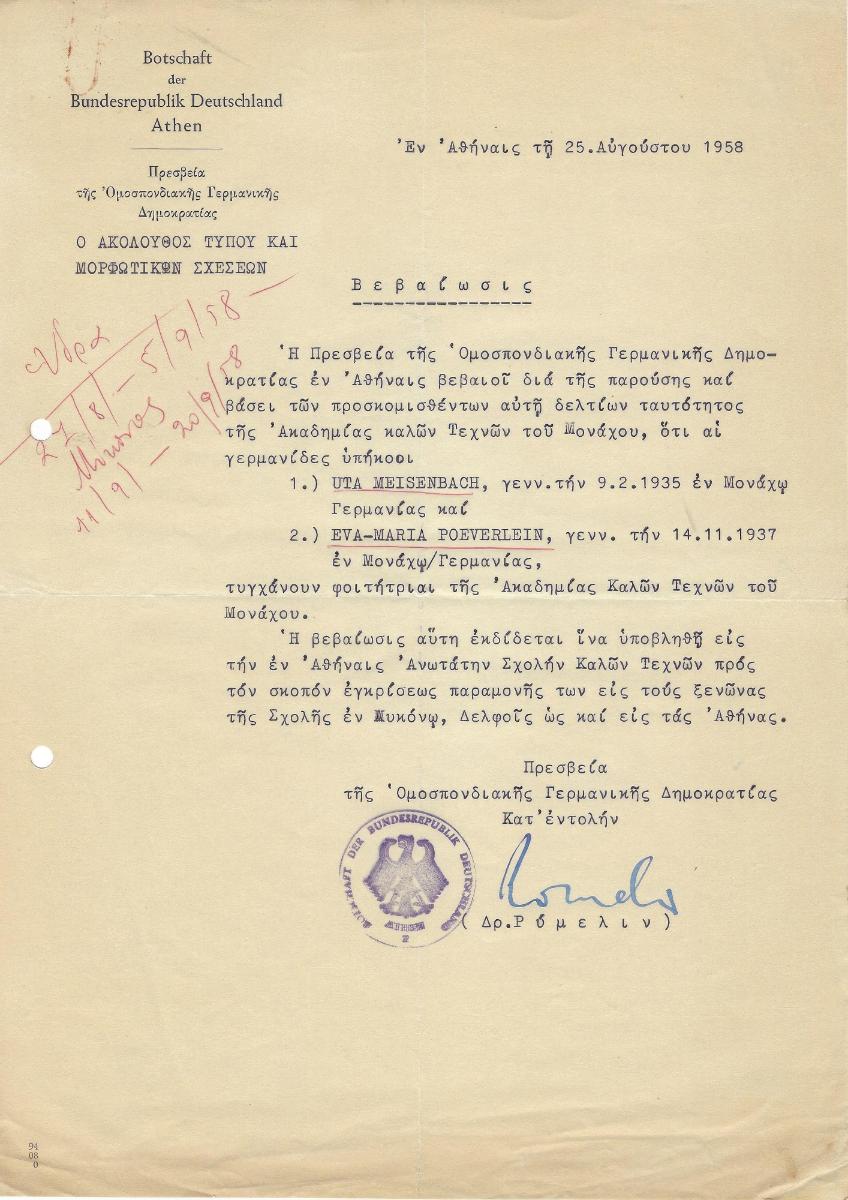 Botschaft
der
Bundesrepublik Deutschland
Athen
Πρεσβεία
τῆς Ὁμοσπονδιακῆς Γερμανικῆς
Δημοκρατίας
Ο ΑΚΟΛΟΥΘΟΣ ΤΥΠΟΥ ΚΑΙ
ΜΟΡΦΩΤΙΚΩΝ ΣΧΕΣΕΩΝ
Ἐν Ἀθήναις τῇ 25.Αὐγούστου 1958
Βεβαίωσις
Ὕδρα
27/8/ - 5/9/58 -
Μύκονος
11/9/ - 20/9/58
Ἡ Πρεσβεία τῆς Ὁμοσπονδιακῆς Γερμανικῆς Δημο-
κρατίας ἐν Ἀθήναις βεβαιοῖ διά τῆς παρούσης καί
βάσει τῶν προσκομισθέντων αὐτῇ δελτίων ταυτότητος
τῆς Ἀκαδημίας καλῶν Τεχνῶν τοῦ Μονάχου, ὅτι αἱ
γερμανίδες ὑπήκοοι
1.) UTA MEISENBACH, γενν.τήν 9.2.1935 ἐν Μονάχῳ
Γερμανίας καί
2.) EVA-MARIA POEVERLEIN, γενν. τήν 14.11.1937
ἐν Μονάχῳ/Γερμανίας,
τυγχάνουν φοιτήτριαι τῆς Ἀκαδημίας Καλῶν Τεχνῶν τοῦ
Μονάχου.
Ἡ βεβαίωσις αὕτη ἐκδίδεται ἵνα ὑποβληθῇ εἰς
τήν ἐν Ἀθήναις Ἀνωτάτην Σχολήν Καλῶν Τεχνῶν πρός
τόν σκοπόν ἐγκρίσεως παραμονῆς των εἰς τούς ξενῶνας
τῆς Σχολῆς ἐν Μυκόνῳ, Δελφοῖς ὡς καί εἰς τάς Ἀθήνας.
Πρεσβεία
τῆς Ὁμοσπονδιακῆς Γερμανικῆς Δημοκρατίας
Κατ'ἐντολήν
BOTSCHAFT DER BUNDESREPUBLIK DEUTSCHLAND
ATHEN
2
( Δρ.Ρύμελιν )
94
08
0